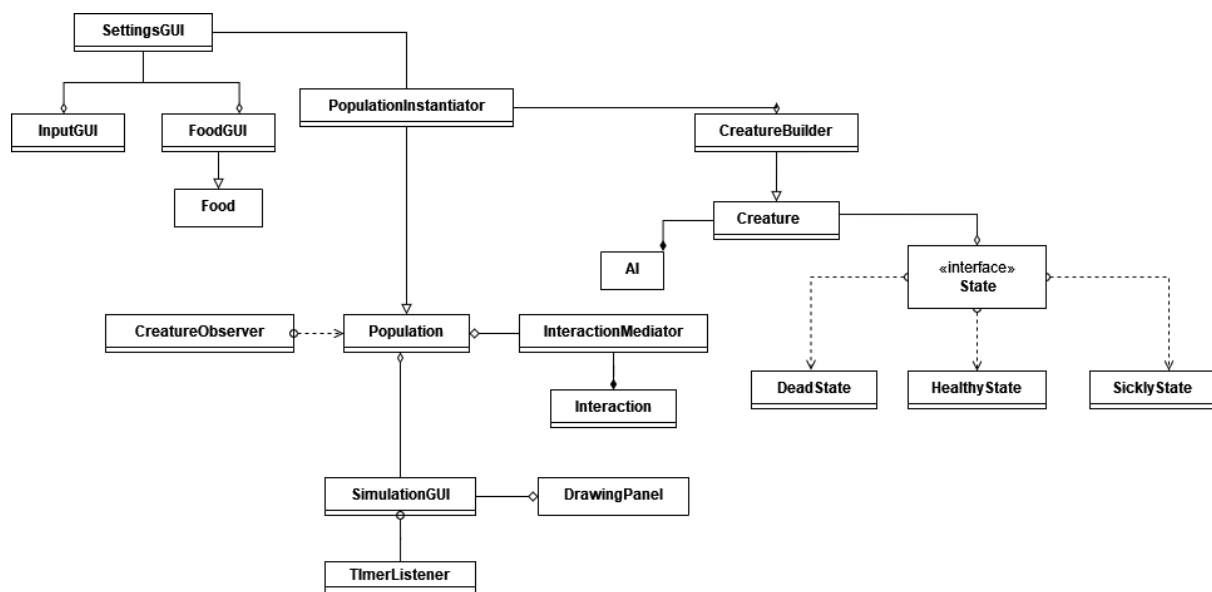 SettingsGUI
PopulationInstantiator
InputGUI
FoodGUI
CreatureBuilder
Food
Creature
AI
«interface»
State
CreatureObserver
Population
InteractionMediator
DeadState
HealthyState
SicklyState
Interaction
SimulationGUI
DrawingPanel
TImerListener